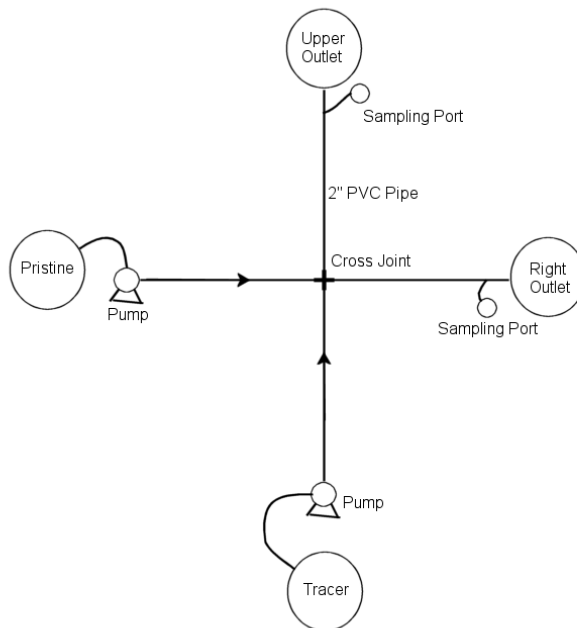 Upper
Outlet
Sampling Port
2" PVC Pipe
Cross Joint
Pristine
Pump
Right
Outlet
Sampling Port
Pump
Tracer